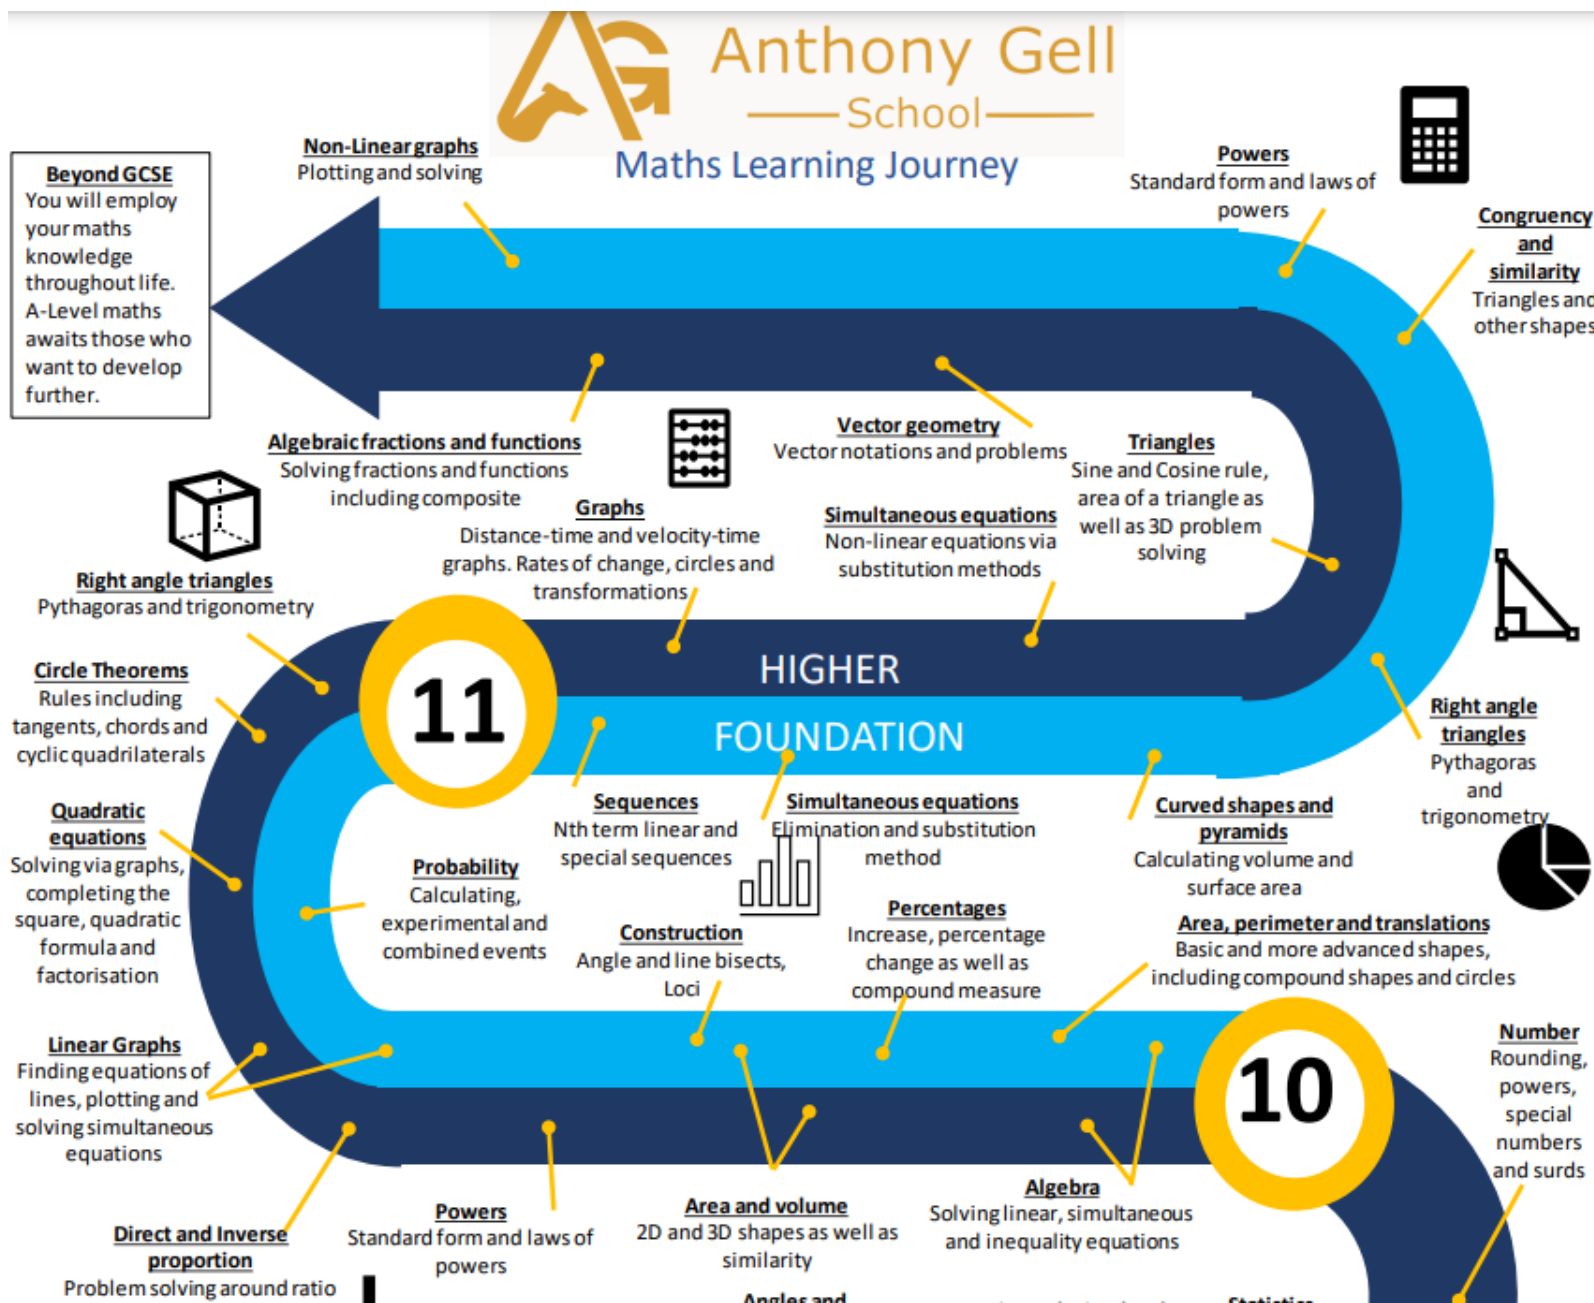 Anthony Gell
School
Maths Learning Journey
Beyond GCSE
You will employ
your maths
knowledge
throughout life.
A-Level maths
awaits those who
want to develop
further.
Non-Linear graphs
Plotting and solving
Powers
Standard form and laws of
powers
Congruency
and
similarity
Triangles and
other shapes
Algebraic fractions and functions
Solving fractions and functions
including composite
Vector geometry
Vector notations and problems
Triangles
Sine and Cosine rule,
area of a triangle as
well as 3D problem
solving
Graphs
Distance-time and velocity-time
graphs. Rates of change, circles and
transformations
Simultaneous equations
Non-linear equations via
substitution methods
Right angle triangles
Pythagoras and trigonometry
Circle Theorems
Rules including
tangents, chords and
cyclic quadrilaterals
11
HIGHER
FOUNDATION
Right angle
triangles
Pythagoras
and
trigonometry
Quadratic
equations
Solving via graphs,
completing the
square, quadratic
formula and
factorisation
Sequences
Nth term linear and
special sequences
Simultaneous equations
Elimination and substitution
method
Curved shapes and
pyramids
Calculating volume and
surface area
Probability
Calculating,
experimental and
combined events
Construction
Angle and line bisects,
Loci
Percentages
Increase, percentage
change as well as
compound measure
Area, perimeter and translations
Basic and more advanced shapes,
including compound shapes and circles
Linear Graphs
Finding equations of
lines, plotting and
solving simultaneous
equations
10
Number
Rounding,
powers,
special
numbers
and surds
Direct and Inverse
proportion
Problem solving around ratio
Powers
Standard form and laws of
powers
Area and volume
2D and 3D shapes as well as
similarity
Algebra
Solving linear, simultaneous
and inequality equations
Angles and
Statistics